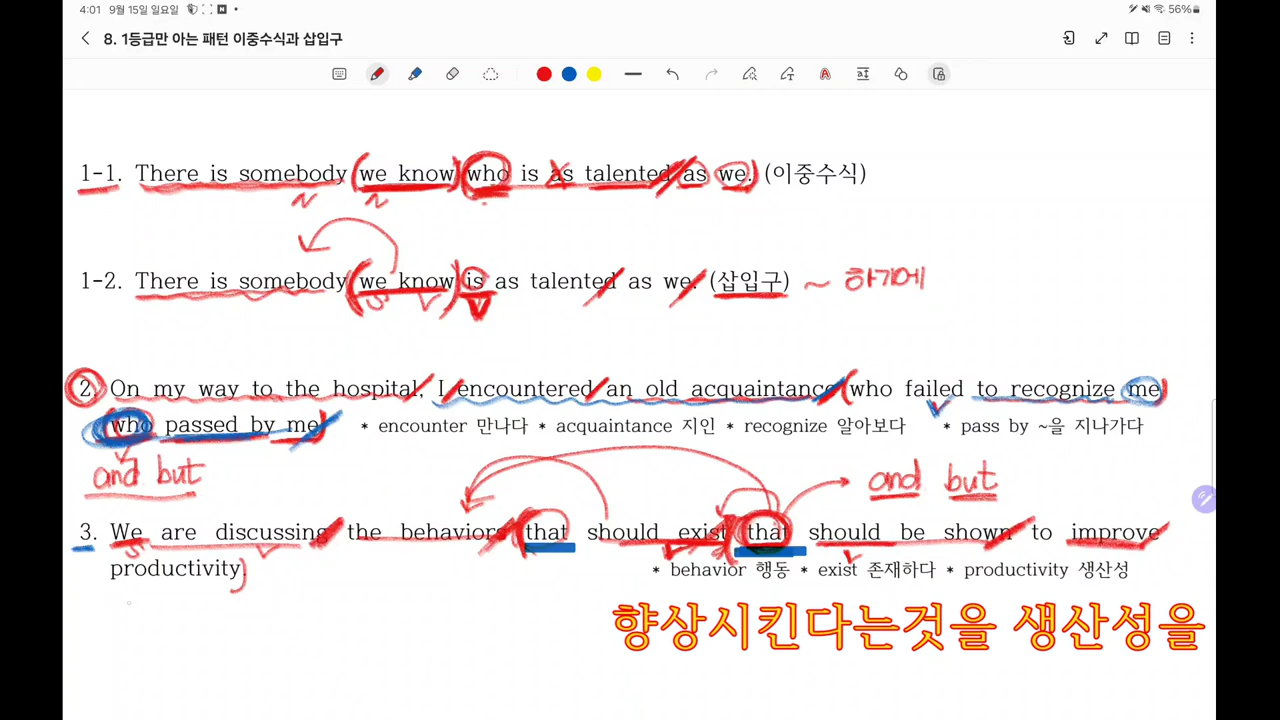 4:01 9월 15일 일요일 56%
8. 1등급만 아는 패턴 이중수식과 삽입구
1-1. There is somebody (we know) who is as talented as we. (이중수식)
N N
1-2. There is somebody (we know) is as talented as we. (삽입구) ~ 하기에
S V V
2. On my way to the hospital, I encountered an old acquaintance who failed to recognize me
who passed by me. * encounter 만나다 * acquaintance 지인 * recognize 알아보다 * pass by ~을 지나가다
and but
and but
3. We are discussing the behaviors that should exist that should be shown to improve
S V
productivity. * behavior 행동 * exist 존재하다 * productivity 생산성
향상시킨다는것을 생산성을